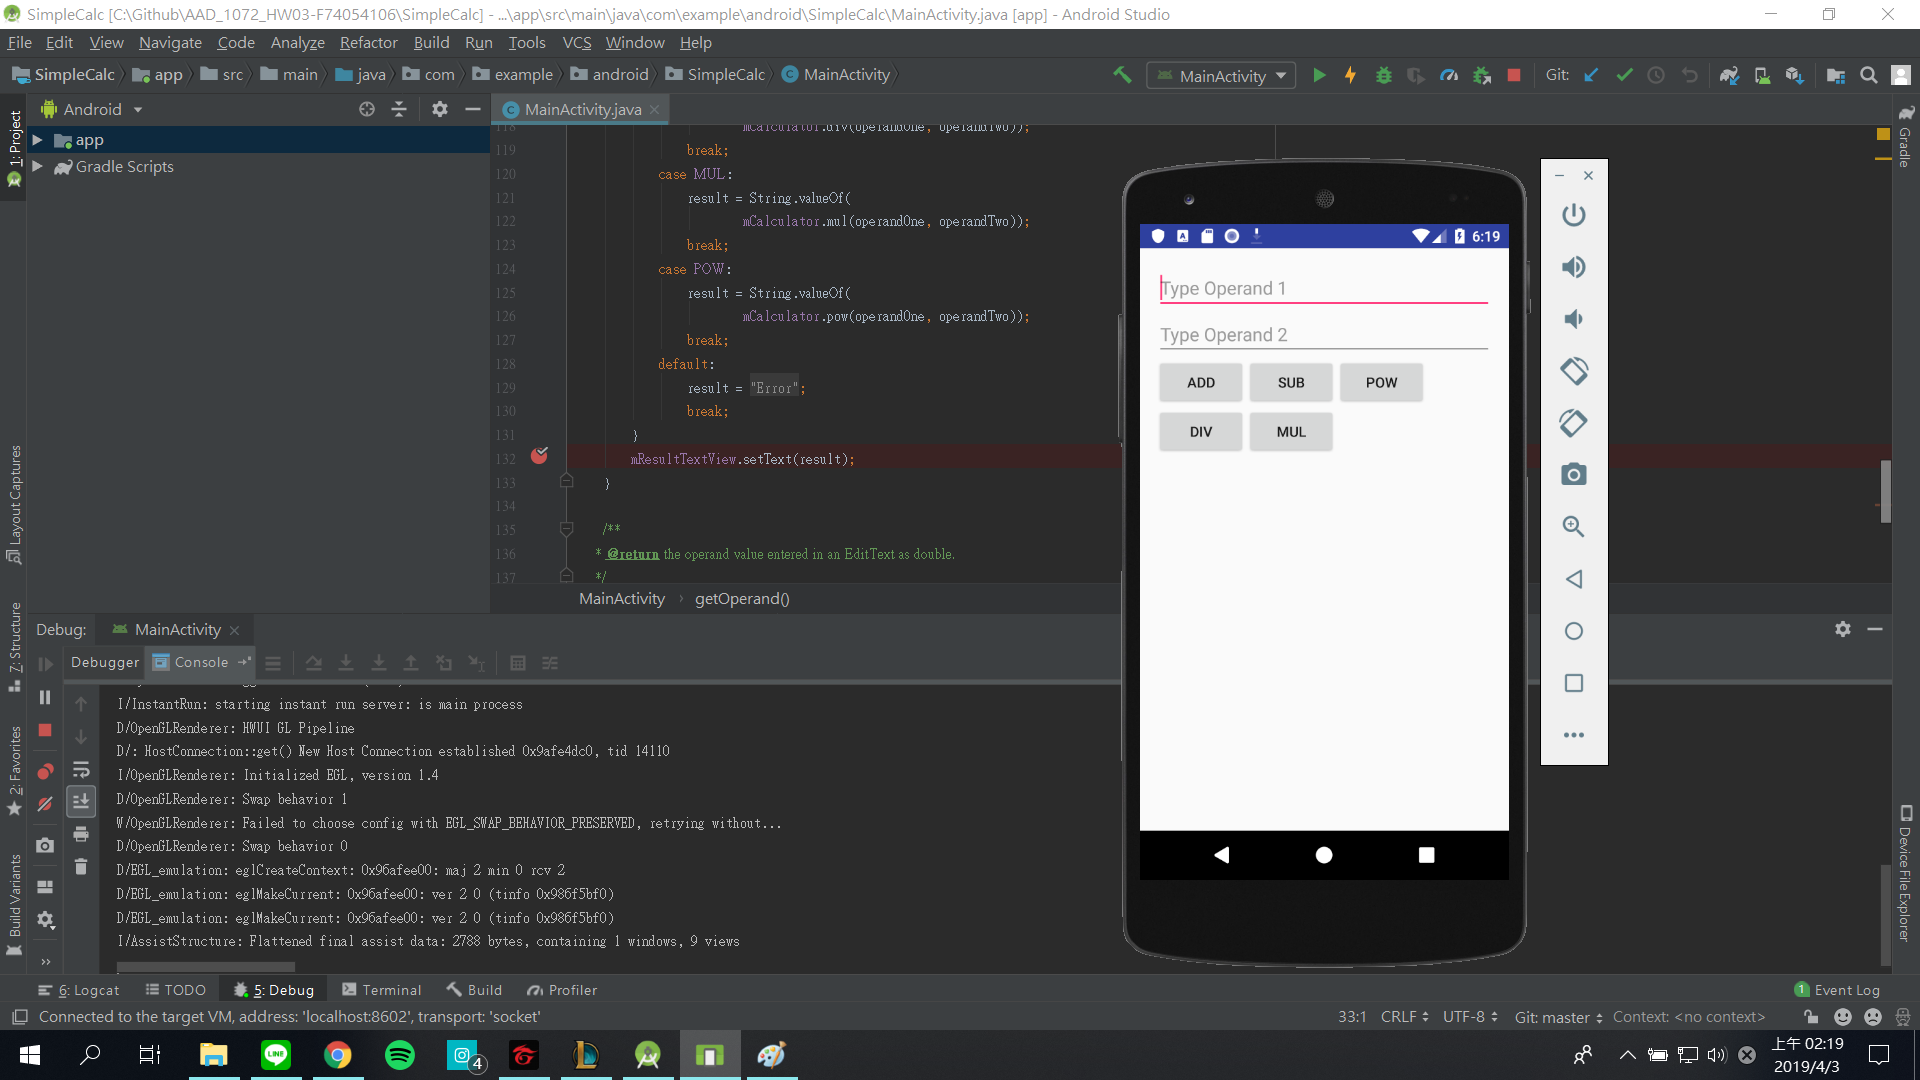 SimpleCalc [C:\Github\AAD_1072_HW03-F74054106\SimpleCalc] - ...\app\src\main\java\com\example\android\SimpleCalc\MainActivity.java [app] - Android Studio
File Edit View Navigate Code Analyze Refactor Build Run Tools VCS Window Help
SimpleCalc app src main java com example android SimpleCalc MainActivity MainActivity Git:
Android MainActivity.java
1: Project
app
Gradle Scripts
Layout Captures
7: Structure
2: Favorites
Build Variants
Gradle
Device File Explorer
118 mCalculator.div(operandOne, operandTwo));
119 break;
120 case MUL:
121 result = String.valueOf(
122 mCalculator.mul(operandOne, operandTwo));
123 break;
124 case POW:
125 result = String.valueOf(
126 mCalculator.pow(operandOne, operandTwo));
127 break;
128 default:
129 result = "Error";
130 break;
131 }
132 mResultTextView.setText(result);
133 }
134
135 /**
136 * @return the operand value entered in an EditText as double.
137 */
MainActivity › getOperand()
6:19
Type Operand 1
Type Operand 2
ADD SUB POW
DIV MUL
Debug: MainActivity
Debugger Console
I/InstantRun: starting instant run server: is main process
D/OpenGLRenderer: HWUI GL Pipeline
D/: HostConnection::get() New Host Connection established 0x9afe4dc0, tid 14110
I/OpenGLRenderer: Initialized EGL, version 1.4
D/OpenGLRenderer: Swap behavior 1
W/OpenGLRenderer: Failed to choose config with EGL_SWAP_BEHAVIOR_PRESERVED, retrying without...
D/OpenGLRenderer: Swap behavior 0
D/EGL_emulation: eglCreateContext: 0x96afee00: maj 2 min 0 rcv 2
D/EGL_emulation: eglMakeCurrent: 0x96afee00: ver 2 0 (tinfo 0x986f5bf0)
D/EGL_emulation: eglMakeCurrent: 0x96afee00: ver 2 0 (tinfo 0x986f5bf0)
I/AssistStructure: Flattened final assist data: 2788 bytes, containing 1 windows, 9 views
6: Logcat TODO 5: Debug Terminal Build Profiler 1 Event Log
Connected to the target VM, address: 'localhost:8602', transport: 'socket' 33:1 CRLF UTF-8 Git: master Context: <no context>
LINE 4 上午 02:19
2019/4/3